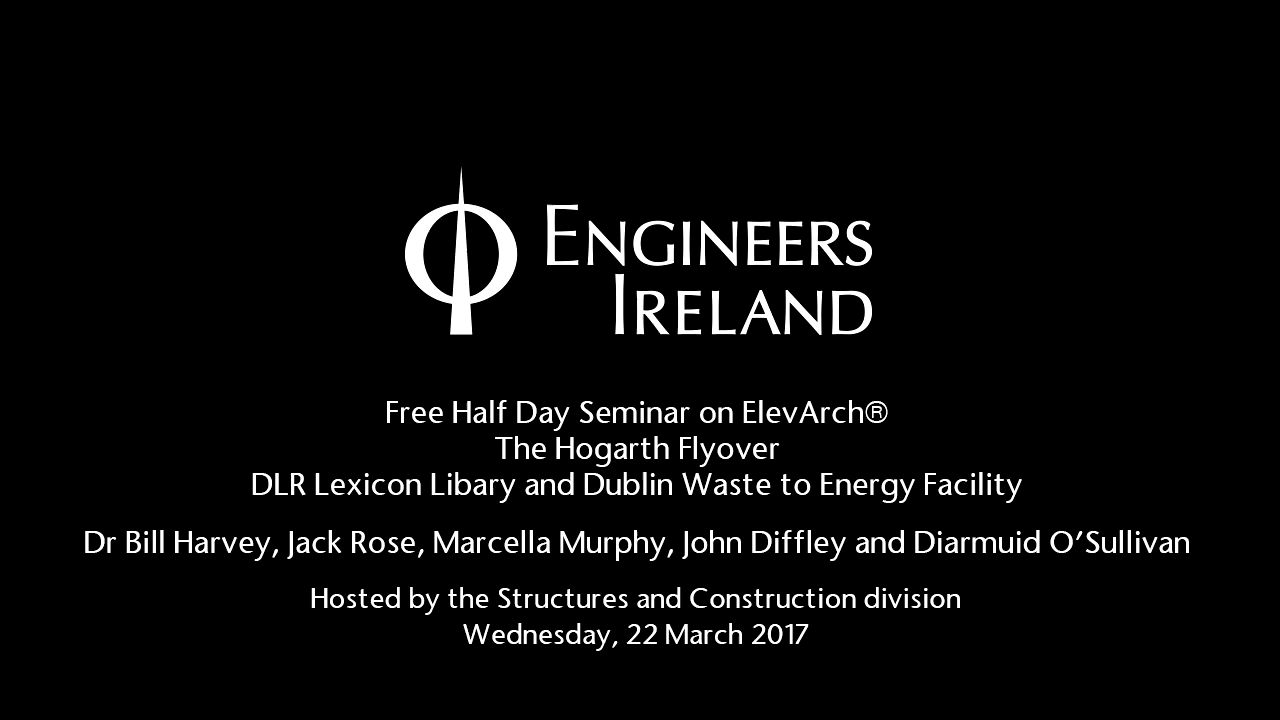 ENGINEERS
IRELAND
Free Half Day Seminar on ElevArch®
The Hogarth Flyover
DLR Lexicon Libary and Dublin Waste to Energy Facility
Dr Bill Harvey, Jack Rose, Marcella Murphy, John Diffley and Diarmuid O’Sullivan
Hosted by the Structures and Construction division
Wednesday, 22 March 2017